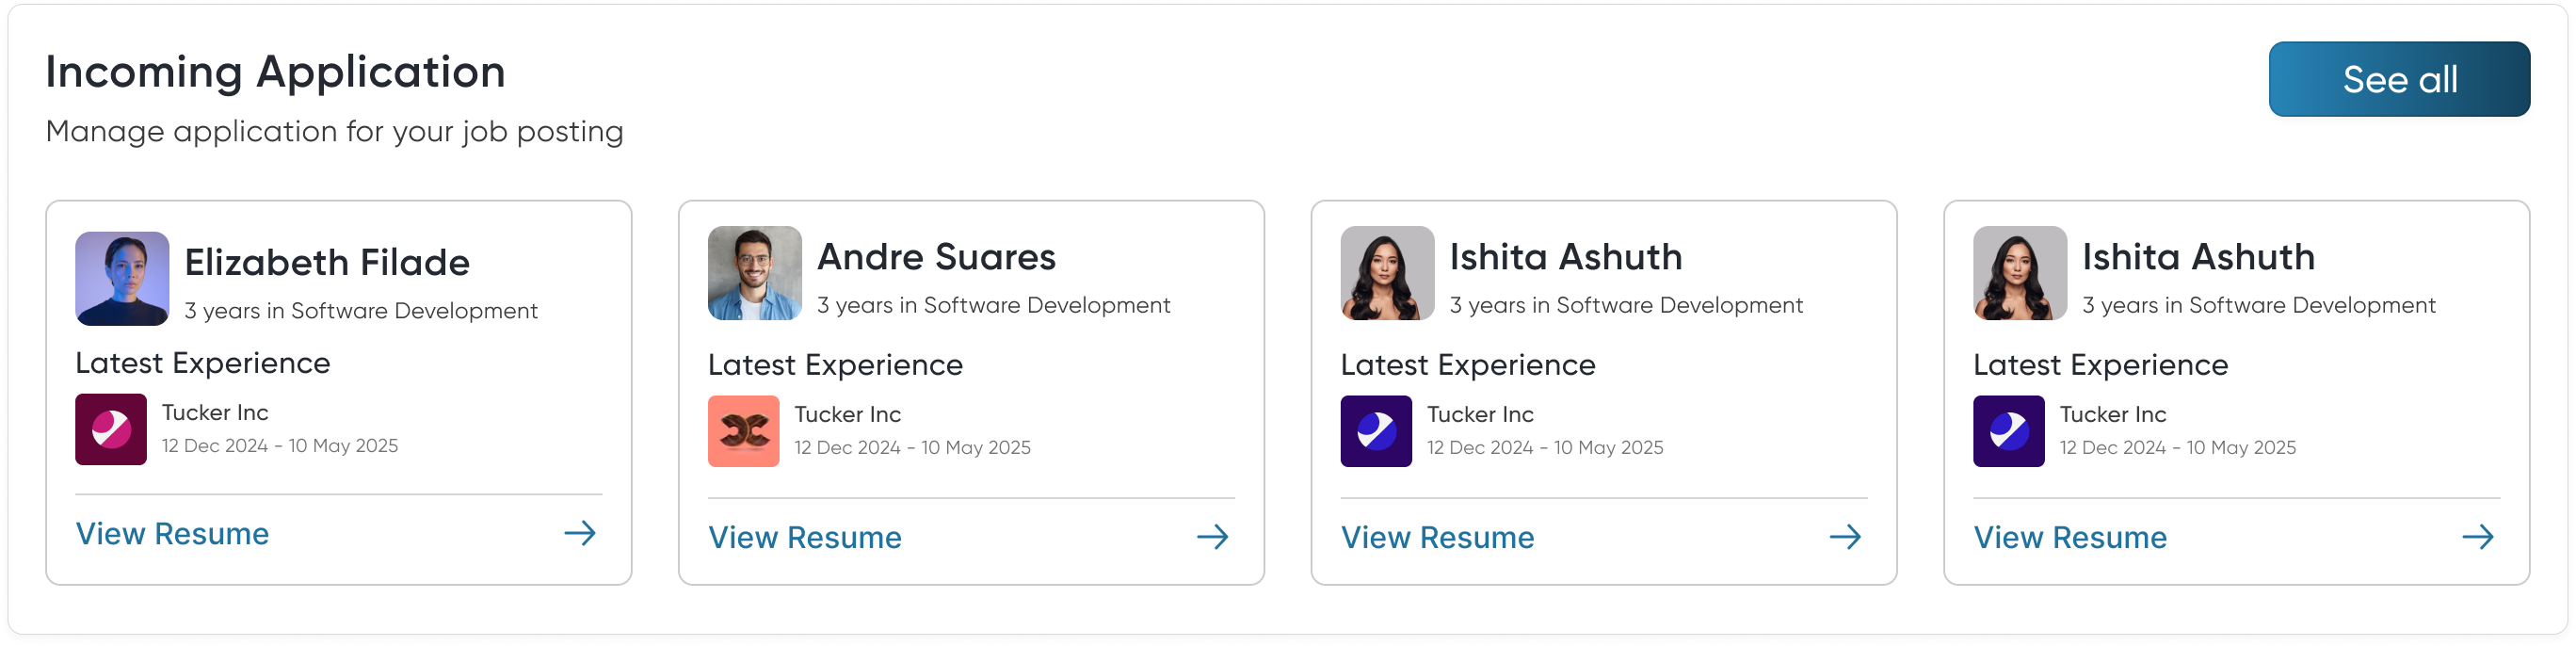 Incoming Application
See all
Manage application for your job posting
Elizabeth Filade
3 years in Software Development
Latest Experience
Tucker Inc
12 Dec 2024 - 10 May 2025
View Resume
Andre Suares
3 years in Software Development
Latest Experience
Tucker Inc
12 Dec 2024 - 10 May 2025
View Resume
Ishita Ashuth
3 years in Software Development
Latest Experience
Tucker Inc
12 Dec 2024 - 10 May 2025
View Resume
Ishita Ashuth
3 years in Software Development
Latest Experience
Tucker Inc
12 Dec 2024 - 10 May 2025
View Resume